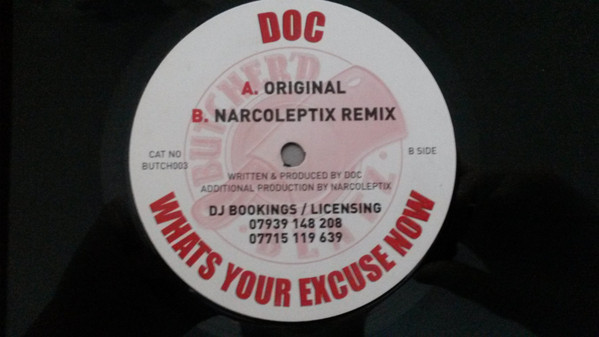 DOC
A. ORIGINAL
B. NARCOLEPTIX REMIX
CAT NO
BUTCH003
B SIDE
WRITTEN & PRODUCED BY DOC
ADDITIONAL PRODUCTION BY NARCOLEPTIX
DJ BOOKINGS / LICENSING
07939 148 208
07715 119 639
WHATS YOUR EXCUSE NOW
BUTCHER'D